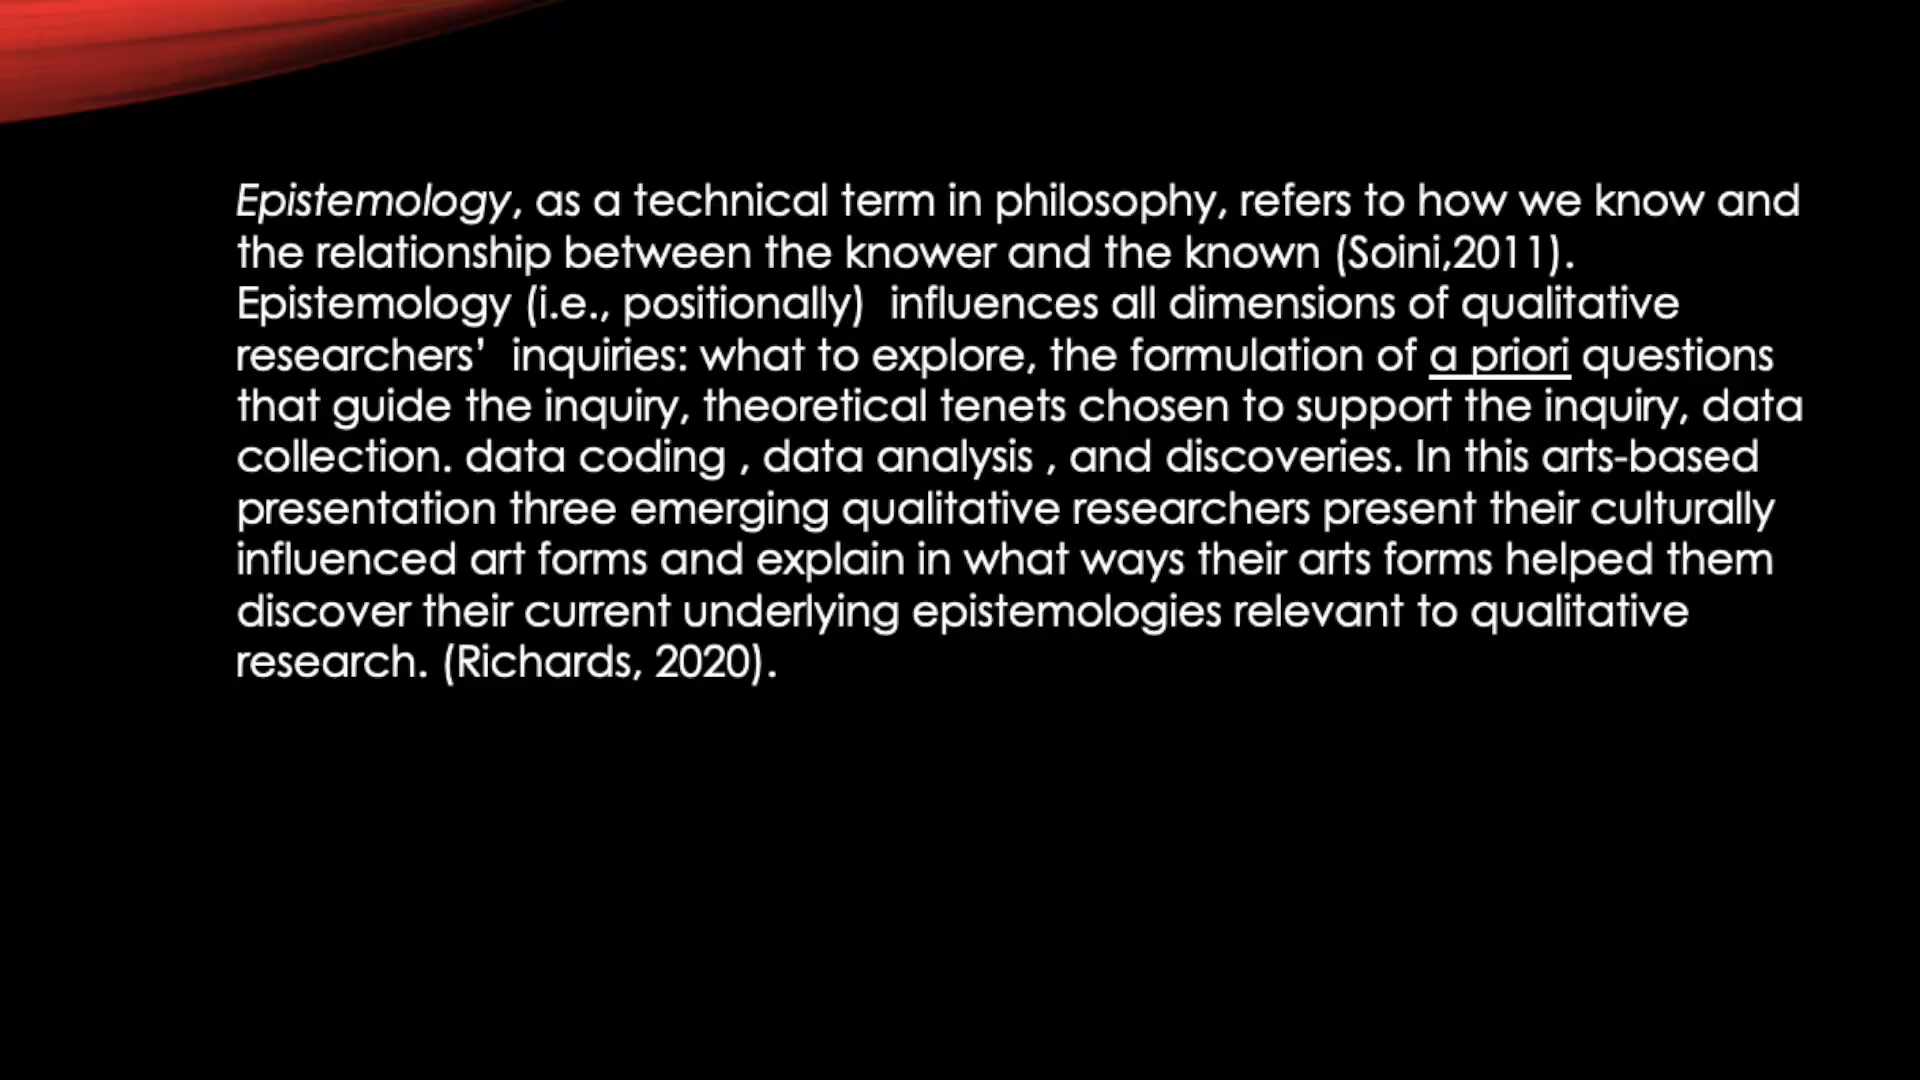 Epistemology, as a technical term in philosophy, refers to how we know and
the relationship between the knower and the known (Soini,2011).
Epistemology (i.e., positionally)  influences all dimensions of qualitative
researchers’  inquiries: what to explore, the formulation of a priori questions
that guide the inquiry, theoretical tenets chosen to support the inquiry, data
collection. data coding , data analysis , and discoveries. In this arts-based
presentation three emerging qualitative researchers present their culturally
influenced art forms and explain in what ways their arts forms helped them
discover their current underlying epistemologies relevant to qualitative
research. (Richards, 2020).